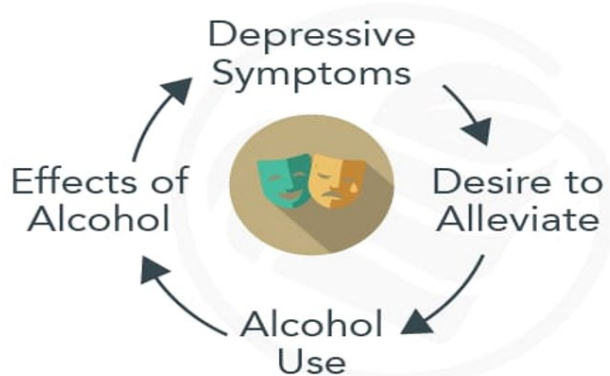 Depressive
Symptoms
Desire to
Alleviate
Alcohol
Use
Effects of
Alcohol